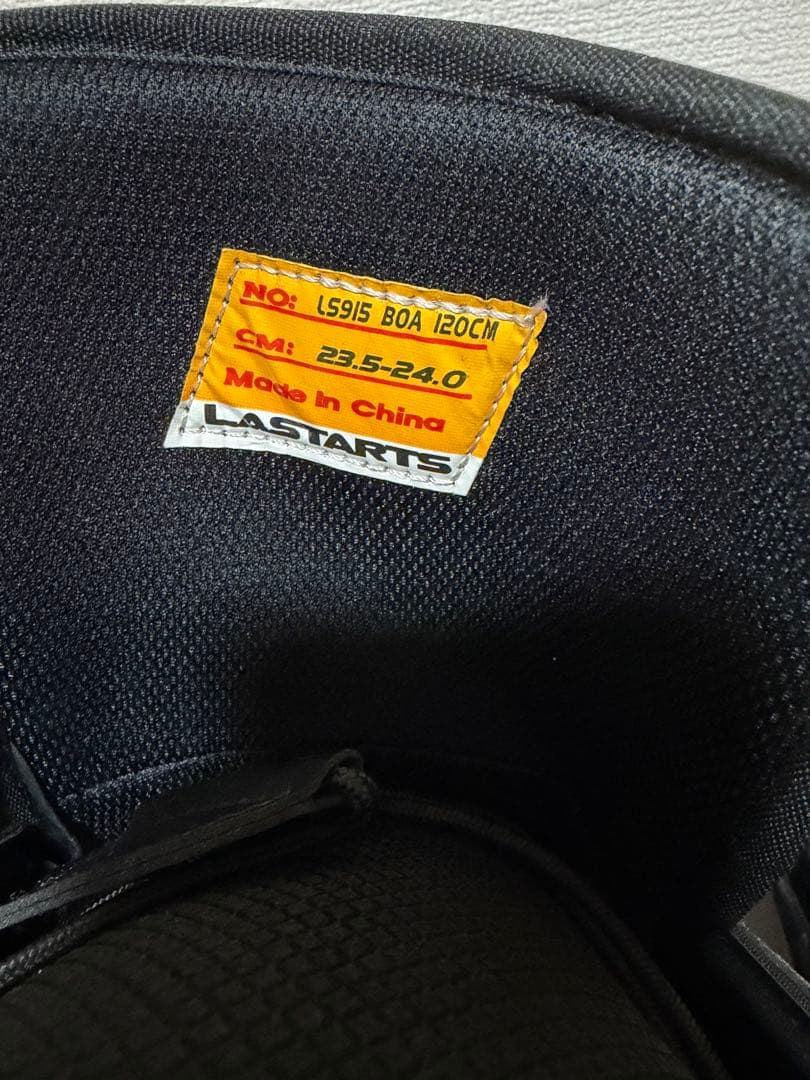 NO: LS915 BOA 120CM
CM: 23.5-24.0
Made in China
LASTARTS